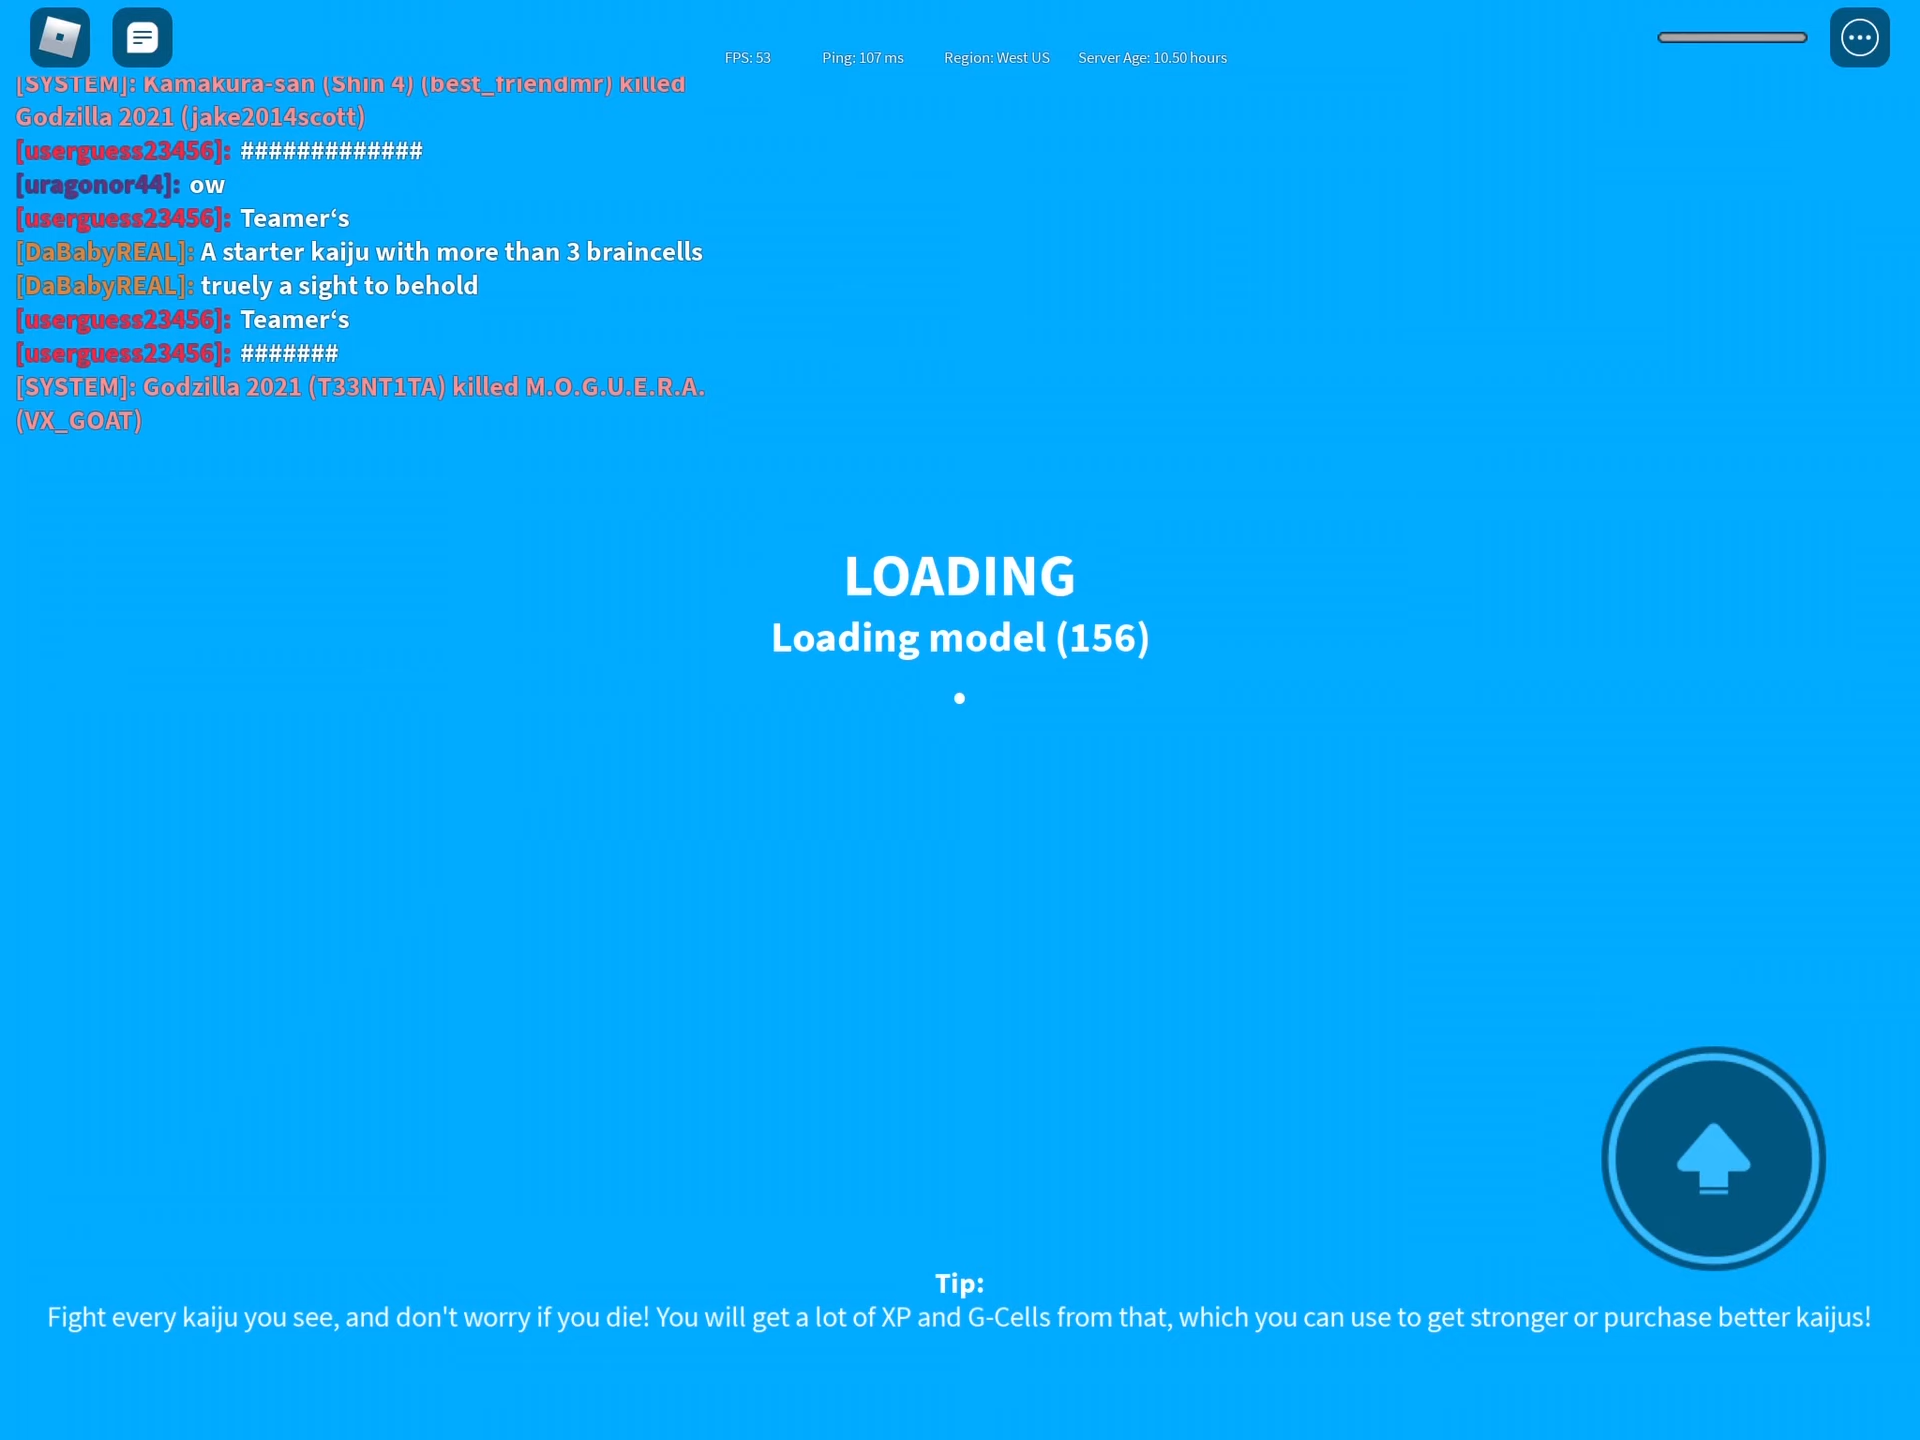 FPS: 53 Ping: 107 ms Region: West US Server Age: 10.50 hours
[SYSTEM]: Kamakura-san (Shin 4) (best_friendmr) killed
Godzilla 2021 (jake2014scott)
[userguess23456]: #############
[uragonor44]: ow
[userguess23456]: Teamer‘s
[DaBabyREAL]: A starter kaiju with more than 3 braincells
[DaBabyREAL]: truely a sight to behold
[userguess23456]: Teamer‘s
[userguess23456]: #######
[SYSTEM]: Godzilla 2021 (T33NT1TA) killed M.O.G.U.E.R.A.
(VX_GOAT)
LOADING
Loading model (156)
Tip:
Fight every kaiju you see, and don't worry if you die! You will get a lot of XP and G-Cells from that, which you can use to get stronger or purchase better kaijus!